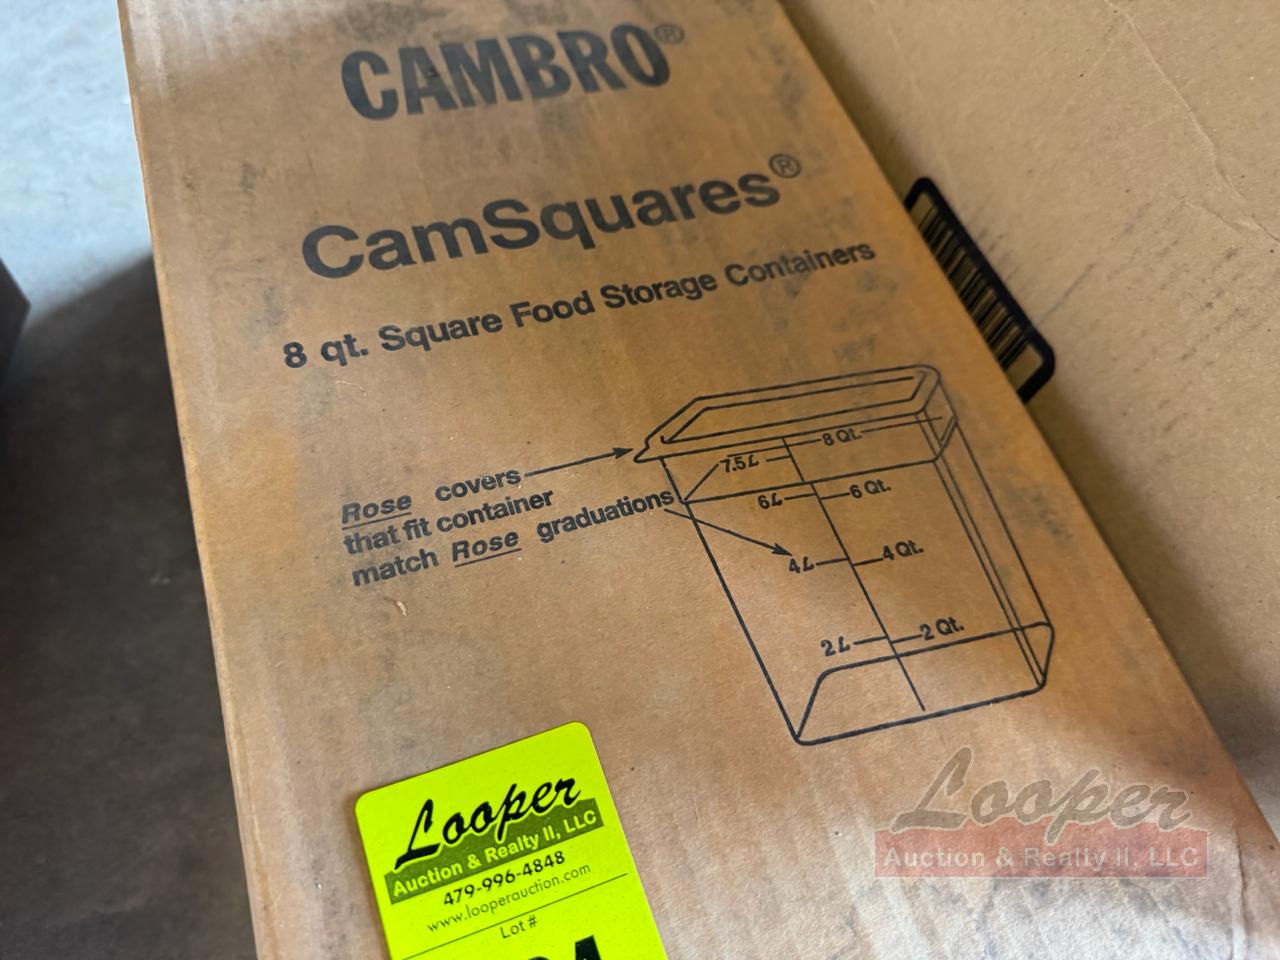 CAMBRO®
CamSquares®
8 qt. Square Food Storage Containers
Rose covers
that fit container
match Rose graduations
7.5L
8 Qt.
6L
6 Qt.
4L
4 Qt.
2L
2 Qt.
Looper
Auction & Realty II, LLC
479-996-4848
www.looperauction.com
Lot #
Looper
Auction & Realty II, LLC